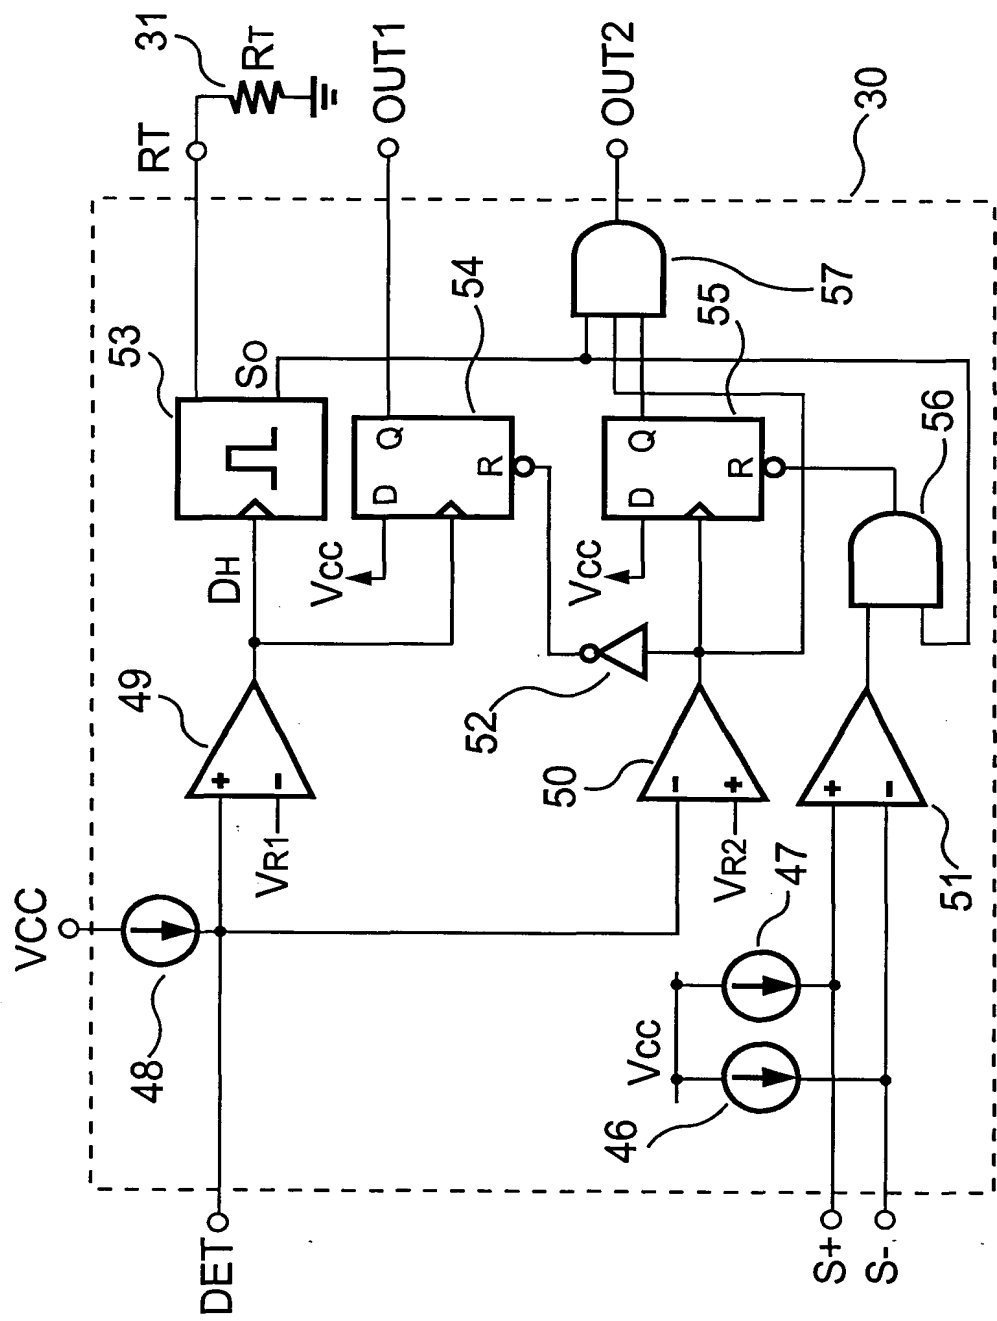 31
RT
RT
OUT1
OUT2
30
53
So
54
57
55
DH
Vcc
D
Q
R
Vcc
D
Q
R
56
49
+
−
VR1
52
50
−
+
VR2
+
−
51
VCC
48
47
Vcc
46
DET
S+
S-